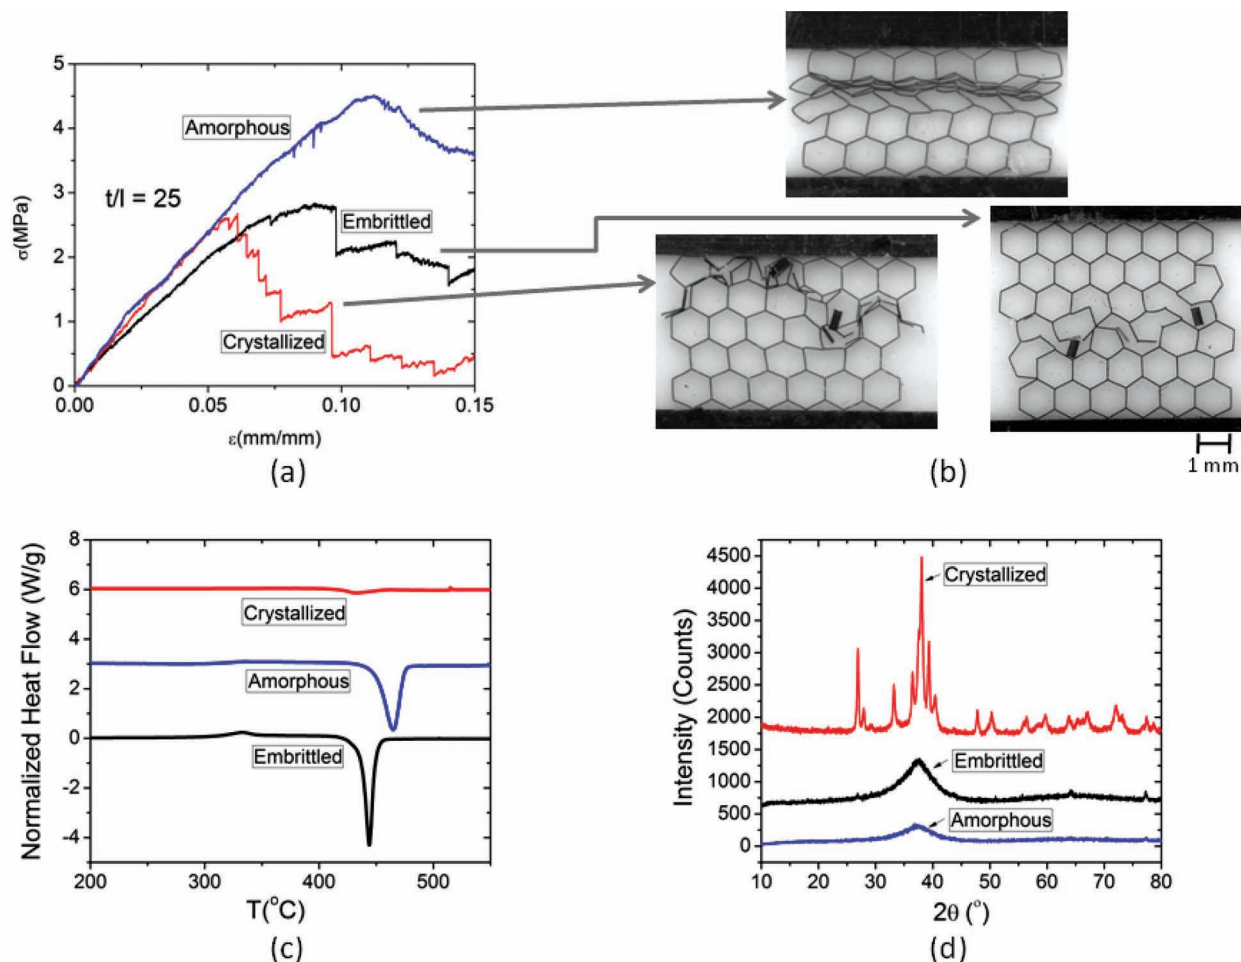 5
4
3
2
1
0
0.00 0.05 0.10 0.15
σ(MPa)
ε(mm/mm)
t/l = 25
Amorphous
Embrittled
Crystallized
(a)
1 mm
(b)
8
6
4
2
0
-2
-4
200 300 400 500
Normalized Heat Flow (W/g)
T(°C)
Crystallized
Amorphous
Embrittled
(c)
4500
4000
3500
3000
2500
2000
1500
1000
500
0
10 20 30 40 50 60 70 80
Intensity (Counts)
2θ (°)
Crystallized
Embrittled
Amorphous
(d)